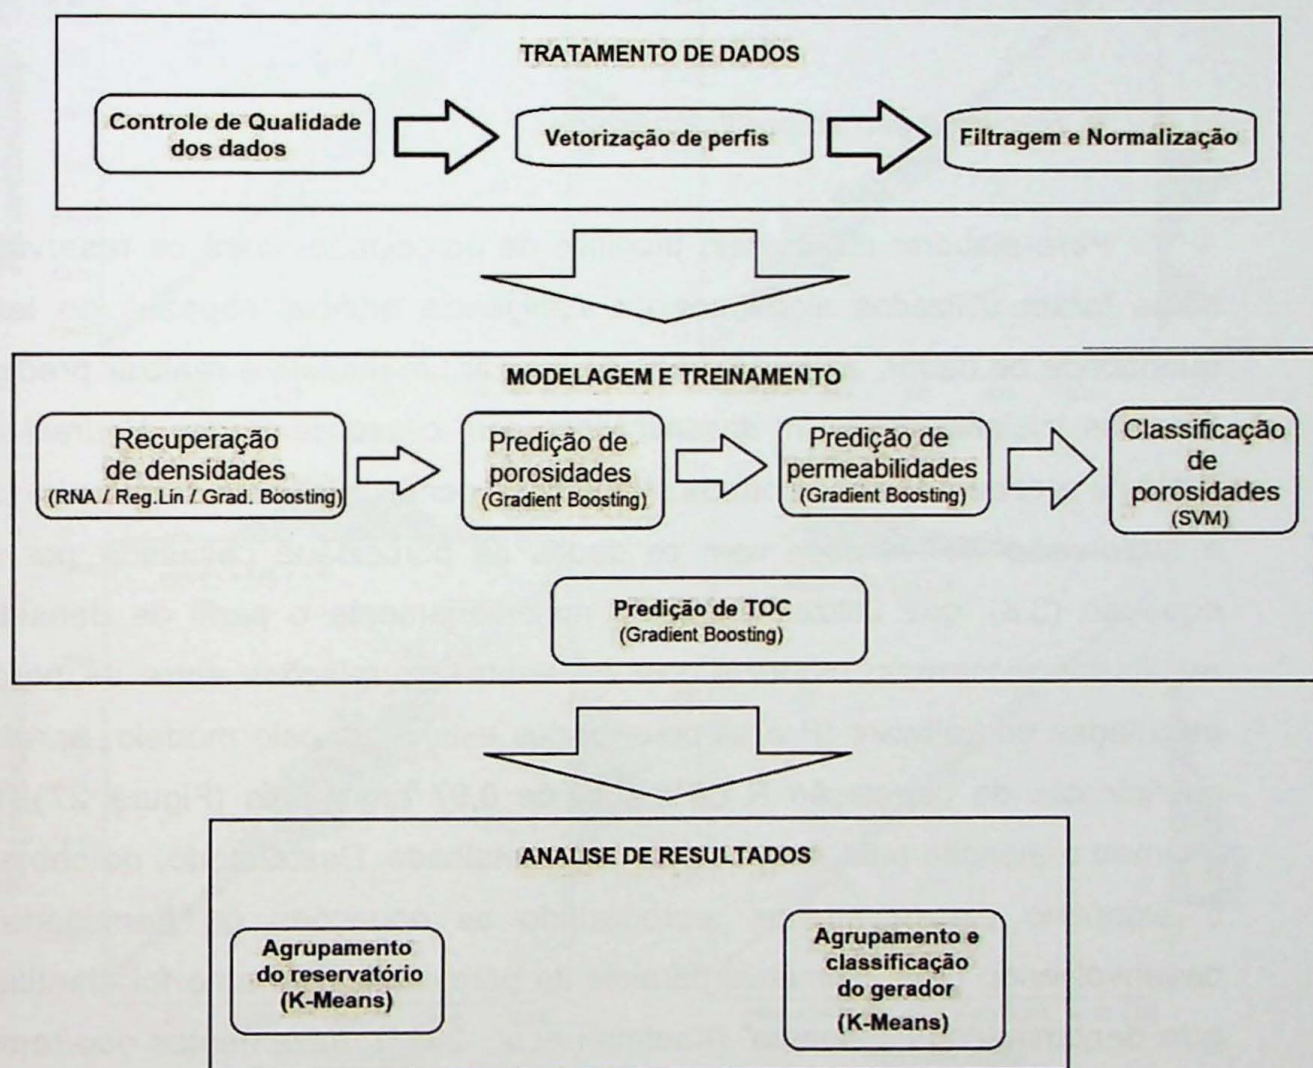 TRATAMENTO DE DADOS
Controle de Qualidade
dos dados
Vetorização de perfis
Filtragem e Normalização
MODELAGEM E TREINAMENTO
Recuperação
de densidades
(RNA / Reg.Lin / Grad. Boosting)
Predição de
porosidades
(Gradient Boosting)
Predição de
permeabilidades
(Gradient Boosting)
Classificação
de
porosidades
(SVM)
Predição de TOC
(Gradient Boosting)
ANALISE DE RESULTADOS
Agrupamento
do reservatório
(K-Means)
Agrupamento e
classificação
do gerador
(K-Means)